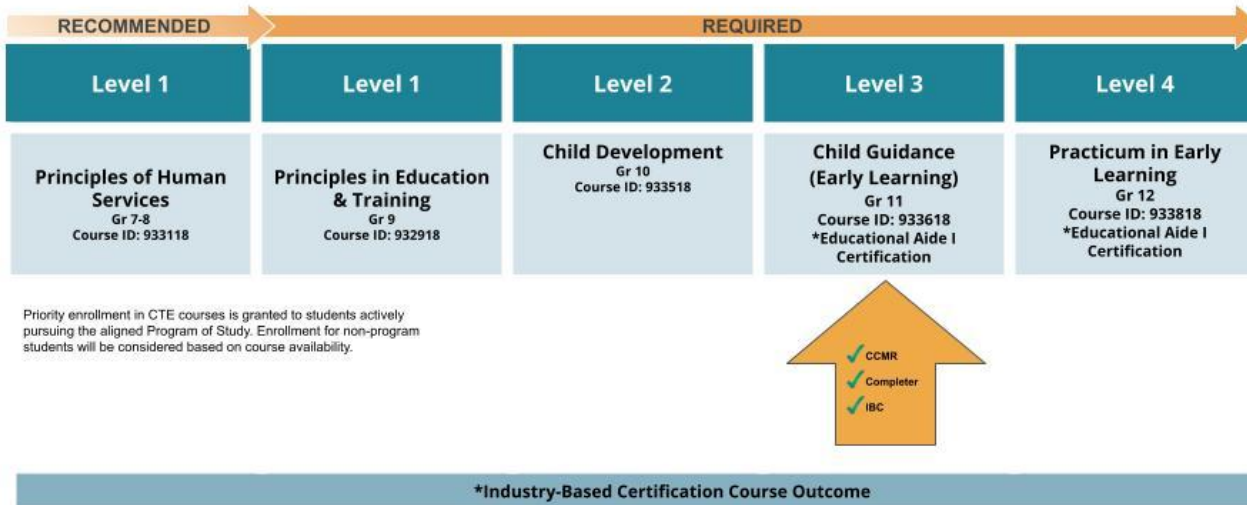 RECOMMENDED
REQUIRED
Level 1
Level 1
Level 2
Level 3
Level 4
Principles of Human
Services
Gr 7-8
Course ID: 933118
Principles in Education
& Training
Gr 9
Course ID: 932918
Child Development
Gr 10
Course ID: 933518
Child Guidance
(Early Learning)
Gr 11
Course ID: 933618
*Educational Aide I
Certification
Practicum in Early
Learning
Gr 12
Course ID: 933818
*Educational Aide I
Certification
Priority enrollment in CTE courses is granted to students actively
pursuing the aligned Program of Study. Enrollment for non-program
students will be considered based on course availability.
CCMR
Completer
IBC
*Industry-Based Certification Course Outcome